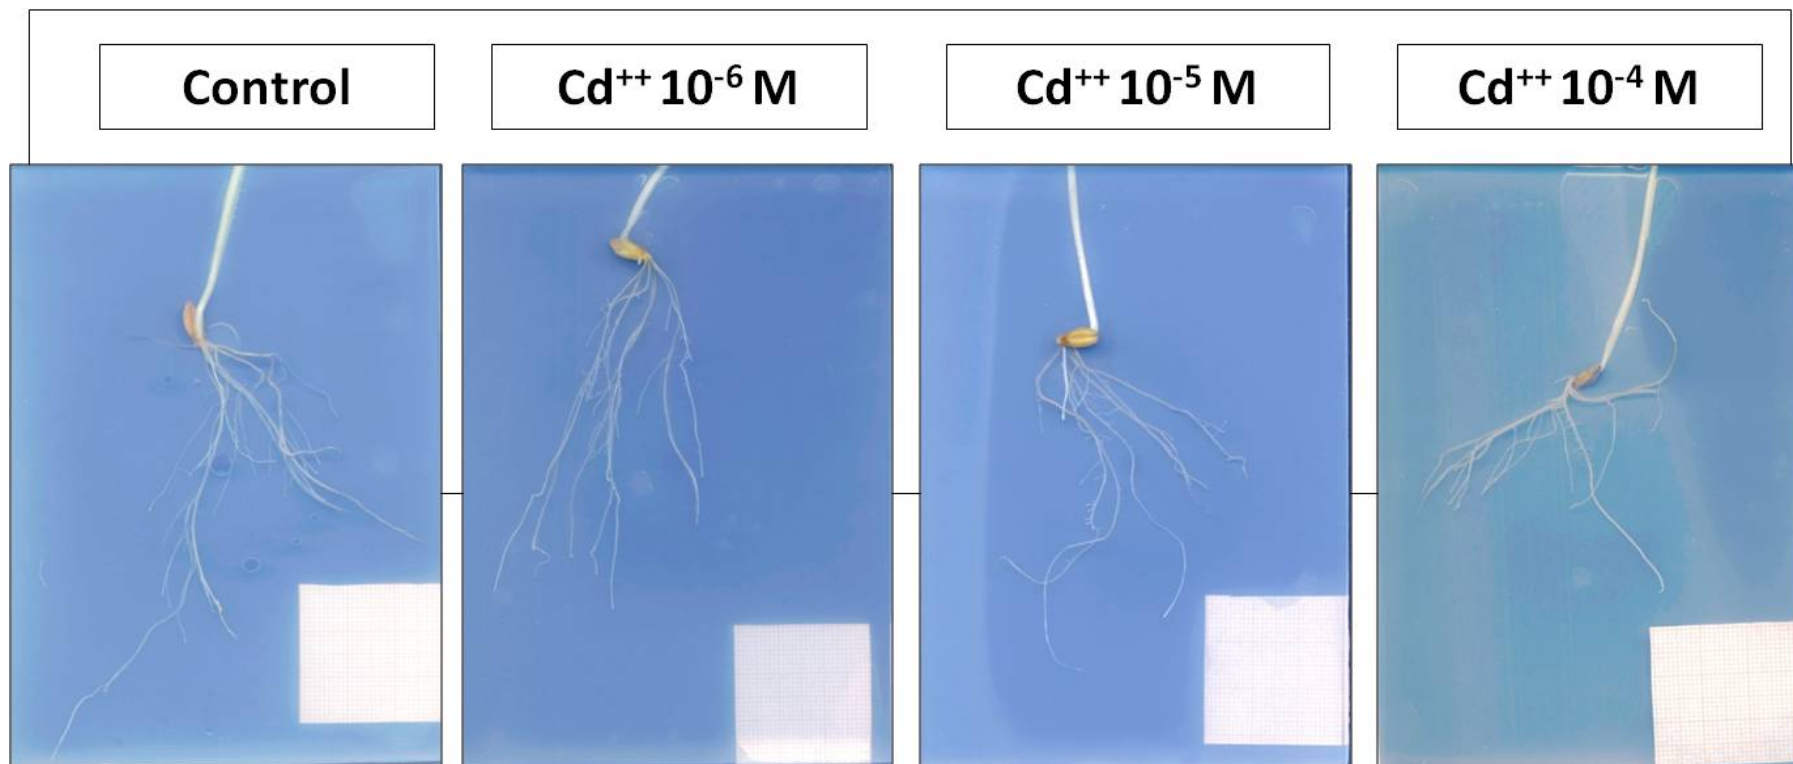 Control
Cd⁺⁺ 10⁻⁶ M
Cd⁺⁺ 10⁻⁵ M
Cd⁺⁺ 10⁻⁴ M